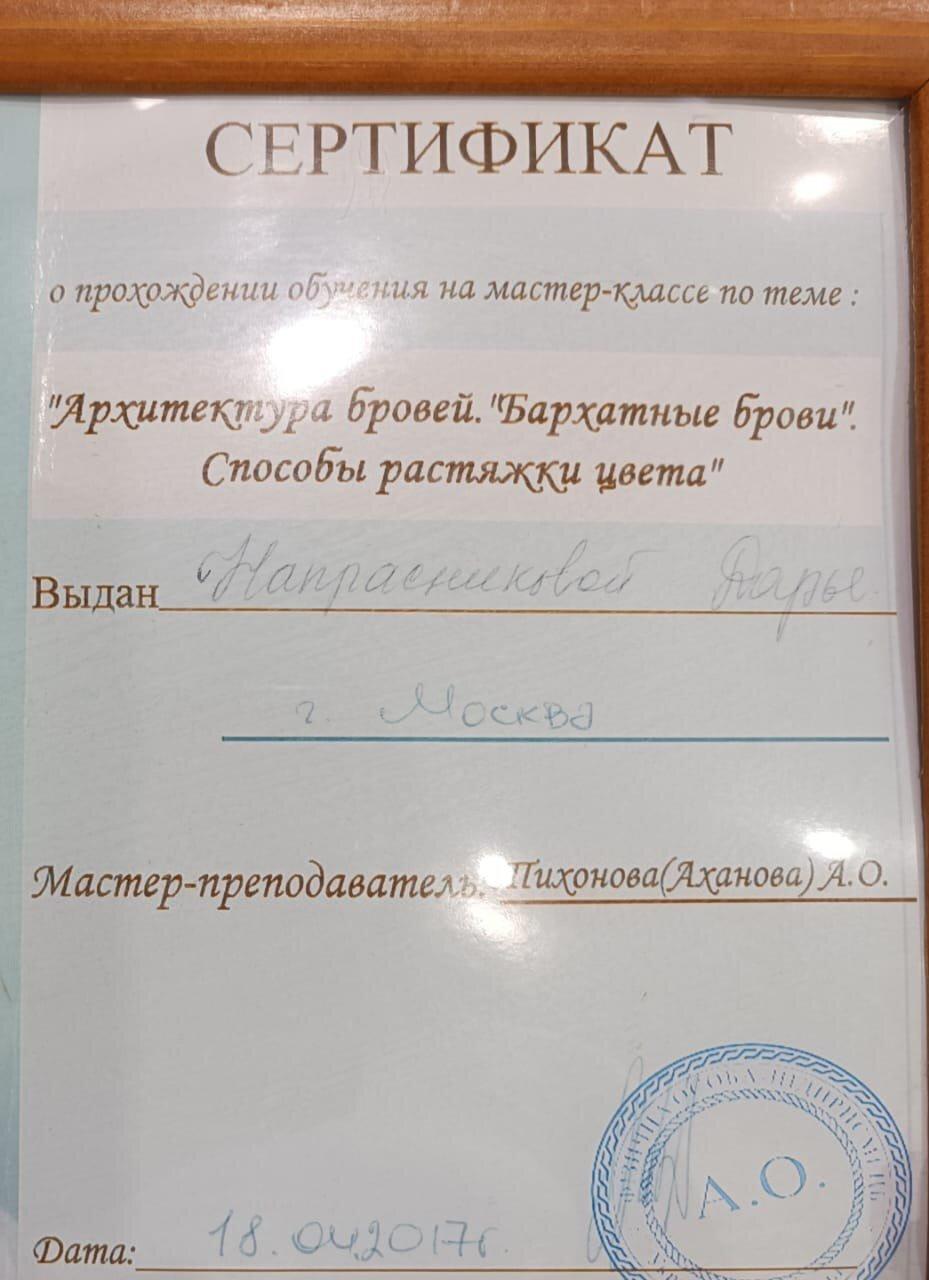 СЕРТИФИКАТ
о прохождении обучения на мастер-классе по теме :
"Архитектура бровей. "Бархатные брови".
Способы растяжки цвета"
Выдан Напрасниковой Дарье
г. Москва
Мастер-преподаватель: Пихонова(Аханова) А.О.
А.О.
Дата: 18.04.2017г.